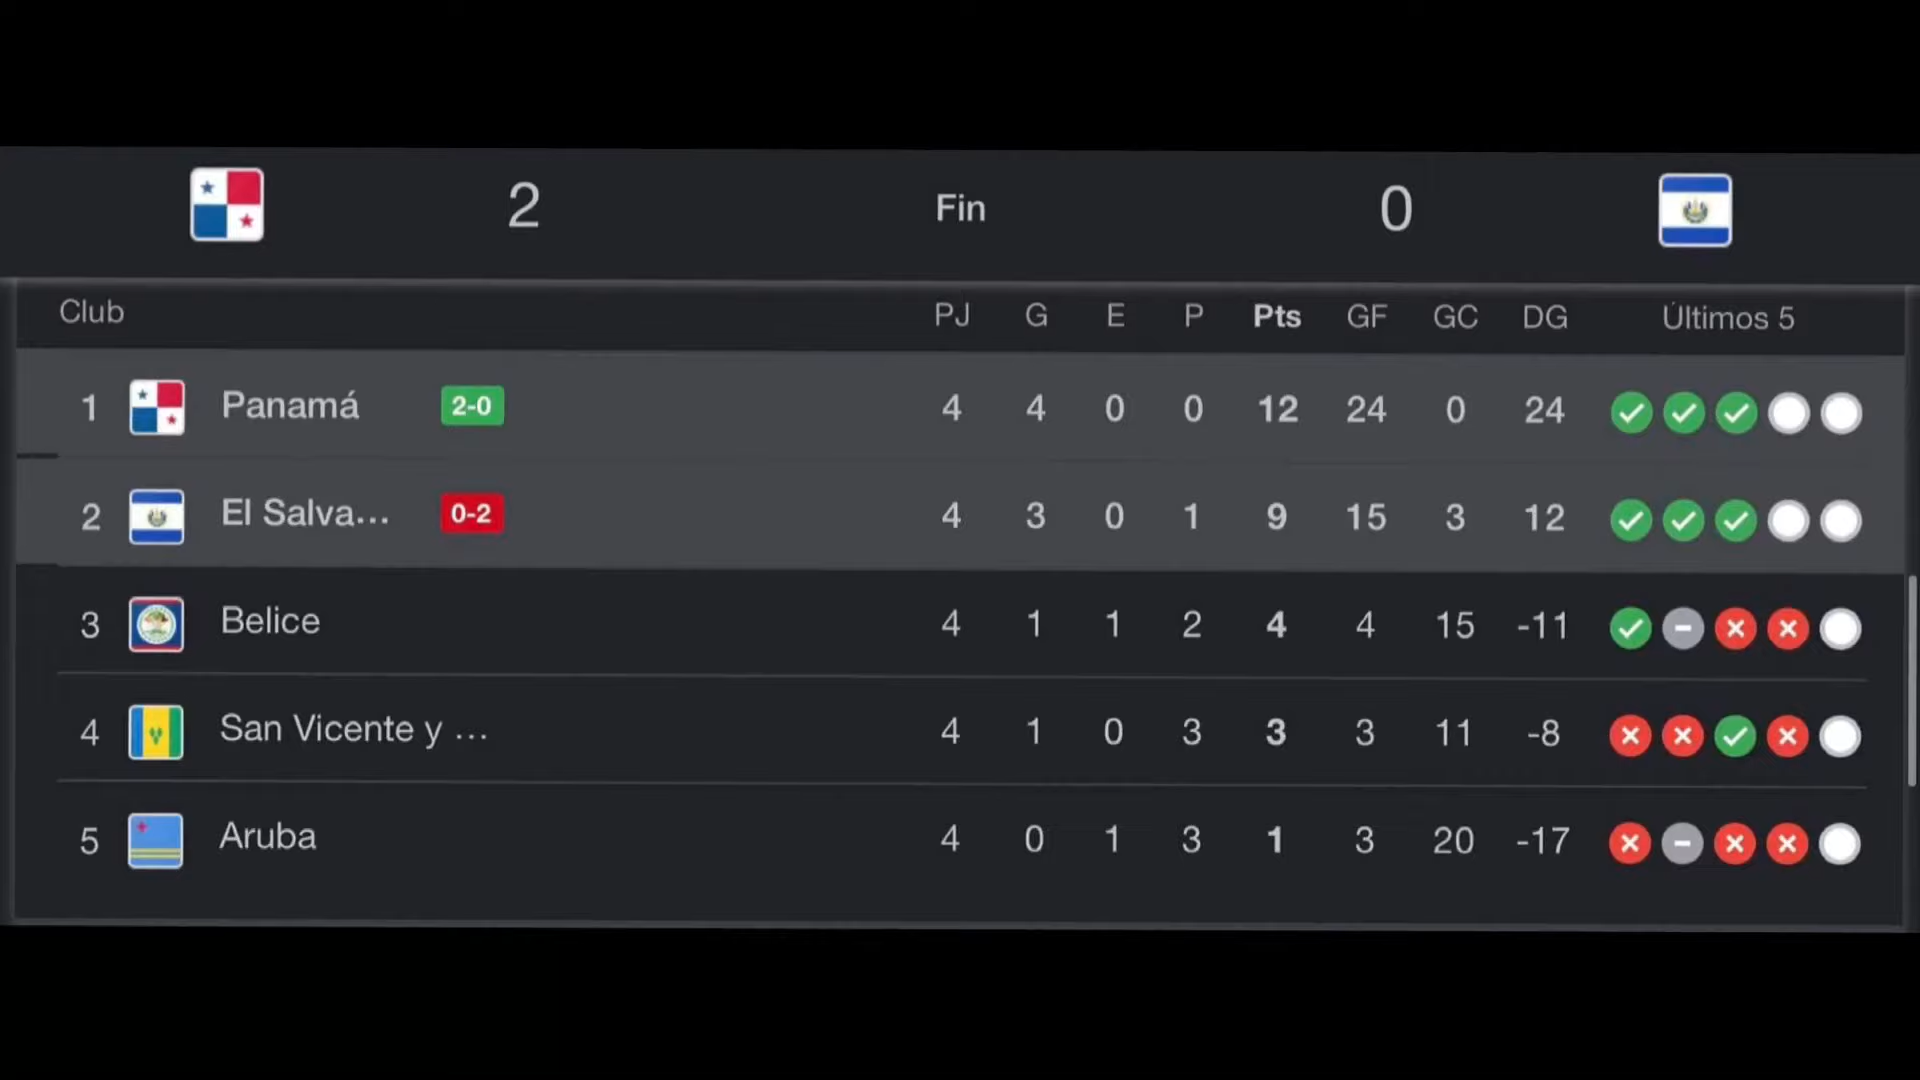 2 Fin 0
Club PJ G E P Pts GF GC DG Últimos 5
1 Panamá 2-0 4 4 0 0 12 24 0 24
2 El Salva... 0-2 4 3 0 1 9 15 3 12
3 Belice 4 1 1 2 4 4 15 -11
4 San Vicente y ... 4 1 0 3 3 3 11 -8
5 Aruba 4 0 1 3 1 3 20 -17